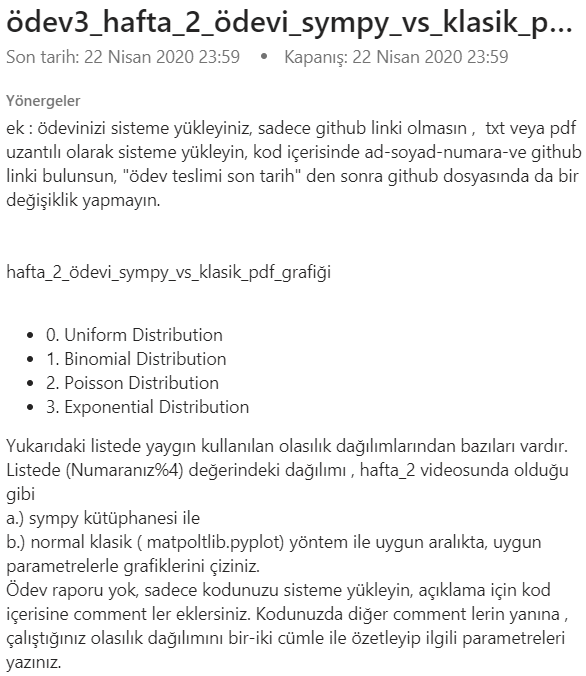 ödev3_hafta_2_ödevi_sympy_vs_klasik_p...
Son tarih: 22 Nisan 2020 23:59 • Kapanış: 22 Nisan 2020 23:59
Yönergeler
ek : ödevinizi sisteme yükleyiniz, sadece github linki olmasın , txt veya pdf
uzantılı olarak sisteme yükleyin, kod içerisinde ad-soyad-numara-ve github
linki bulunsun, "ödev teslimi son tarih" den sonra github dosyasında da bir
değişiklik yapmayın.
hafta_2_ödevi_sympy_vs_klasik_pdf_grafiği
• 0. Uniform Distribution
• 1. Binomial Distribution
• 2. Poisson Distribution
• 3. Exponential Distribution
Yukarıdaki listede yaygın kullanılan olasılık dağılımlarından bazıları vardır.
Listede (Numaranız%4) değerindeki dağılımı , hafta_2 videosunda olduğu
gibi
a.) sympy kütüphanesi ile
b.) normal klasik ( matpoltlib.pyplot) yöntem ile uygun aralıkta, uygun
parametrelerle grafiklerini çiziniz.
Ödev raporu yok, sadece kodunuzu sisteme yükleyin, açıklama için kod
içerisine comment ler eklersiniz. Kodunuzda diğer comment lerin yanına ,
çalıştığınız olasılık dağılımını bir-iki cümle ile özetleyip ilgili parametreleri
yazınız.